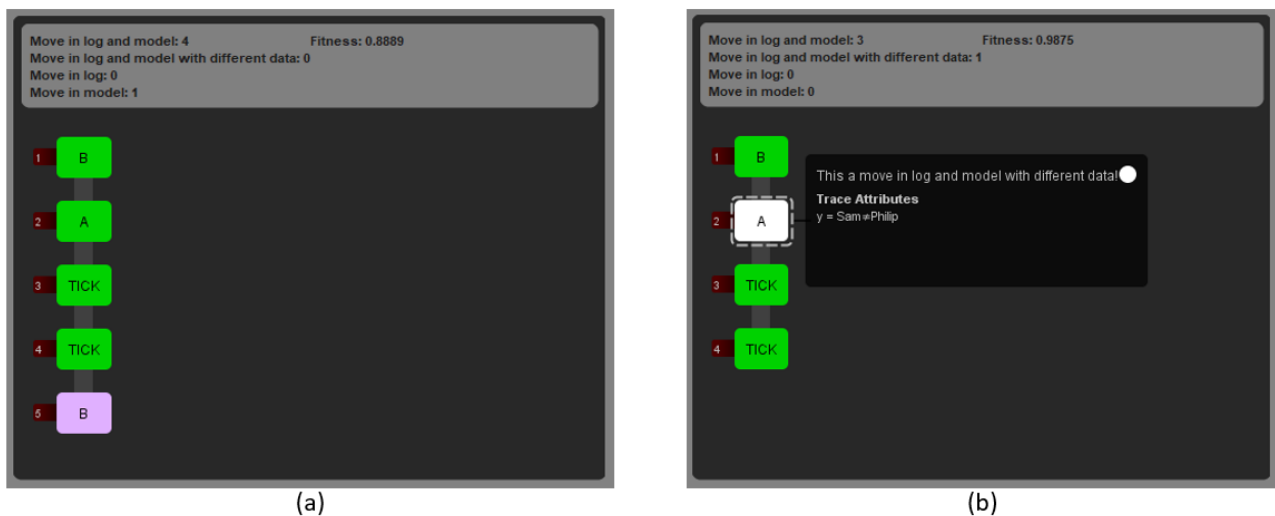 Move in log and model: 4 Fitness: 0.8889
Move in log and model with different data: 0
Move in log: 0
Move in model: 1
1 B
2 A
3 TICK
4 TICK
5 B
(a)
Move in log and model: 3 Fitness: 0.9875
Move in log and model with different data: 1
Move in log: 0
Move in model: 0
1 B
This a move in log and model with different data!
Trace Attributes
2 A y = Sam≠Philip
3 TICK
4 TICK
(b)